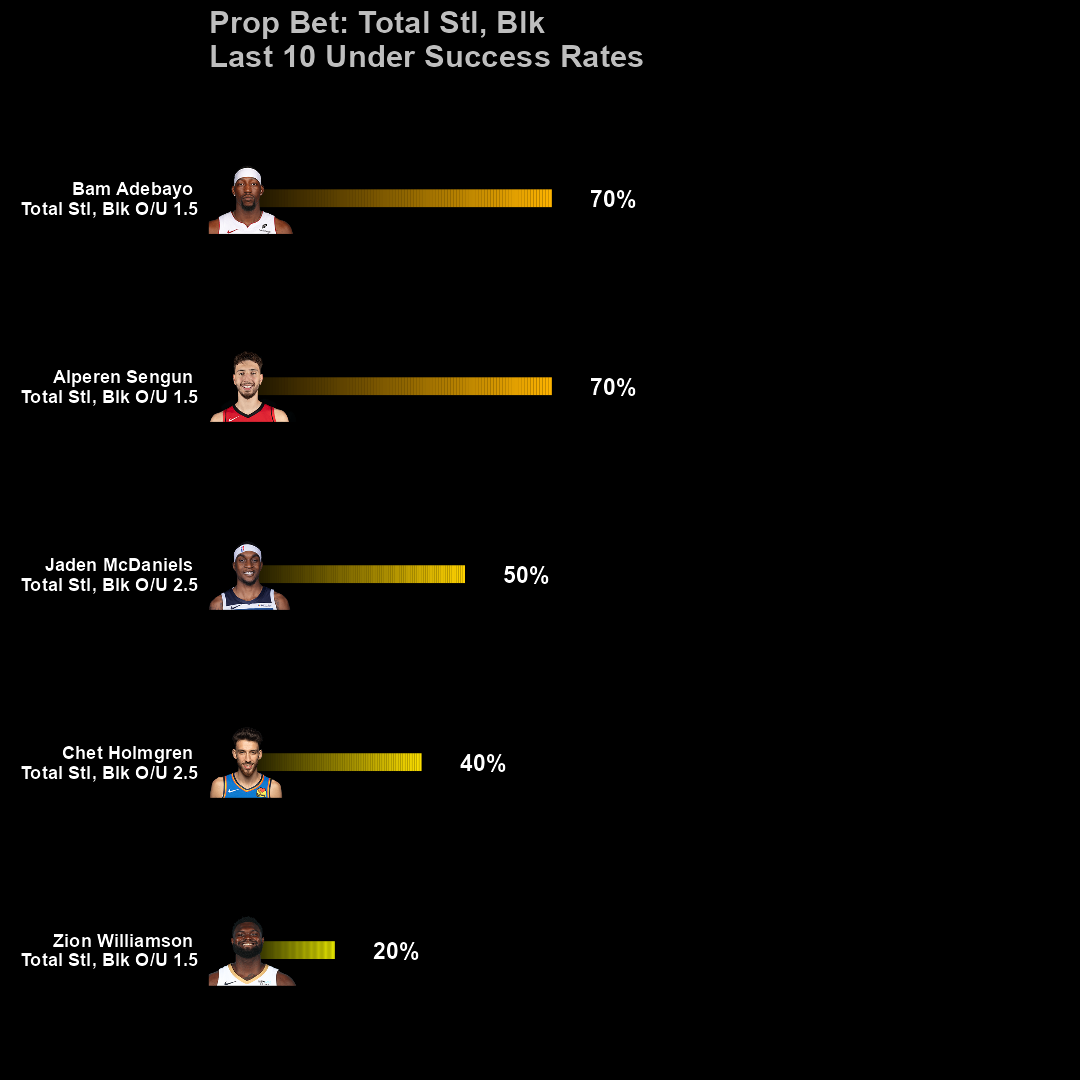 Prop Bet: Total Stl, Blk
Last 10 Under Success Rates
Bam Adebayo
Total Stl, Blk O/U 1.5
70%
Alperen Sengun
Total Stl, Blk O/U 1.5
70%
Jaden McDaniels
Total Stl, Blk O/U 2.5
50%
Chet Holmgren
Total Stl, Blk O/U 2.5
40%
Zion Williamson
Total Stl, Blk O/U 1.5
20%